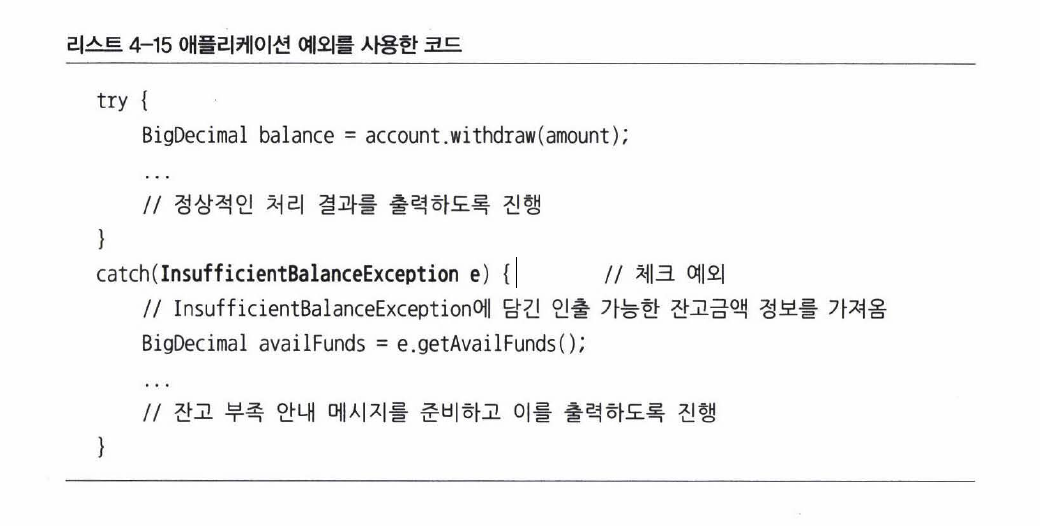 리스트 4-15 애플리케이션 예외를 사용한 코드
try {
BigDecimal balance = account.withdraw(amount);
...
// 정상적인 처리 결과를 출력하도록 진행
}
catch(InsufficientBalanceException e) { // 체크 예외
// InsufficientBalanceException에 담긴 인출 가능한 잔고금액 정보를 가져옴
BigDecimal availFunds = e.getAvailFunds();
...
// 잔고 부족 안내 메시지를 준비하고 이를 출력하도록 진행
}